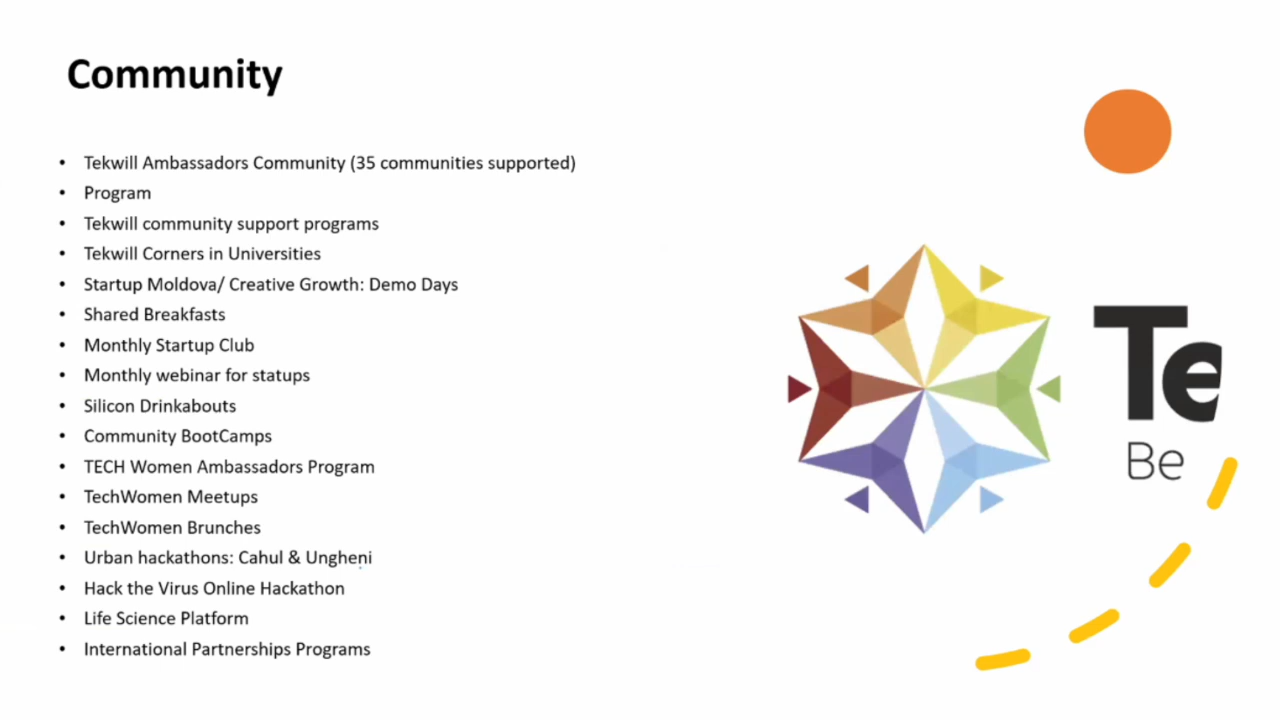 Community
• Tekwill Ambassadors Community (35 communities supported)
• Program
• Tekwill community support programs
• Tekwill Corners in Universities
• Startup Moldova/ Creative Growth: Demo Days
• Shared Breakfasts
• Monthly Startup Club
• Monthly webinar for statups
• Silicon Drinkabouts
• Community BootCamps
• TECH Women Ambassadors Program
• TechWomen Meetups
• TechWomen Brunches
• Urban hackathons: Cahul & Ungheni
• Hack the Virus Online Hackathon
• Life Science Platform
• International Partnerships Programs
Te
Be